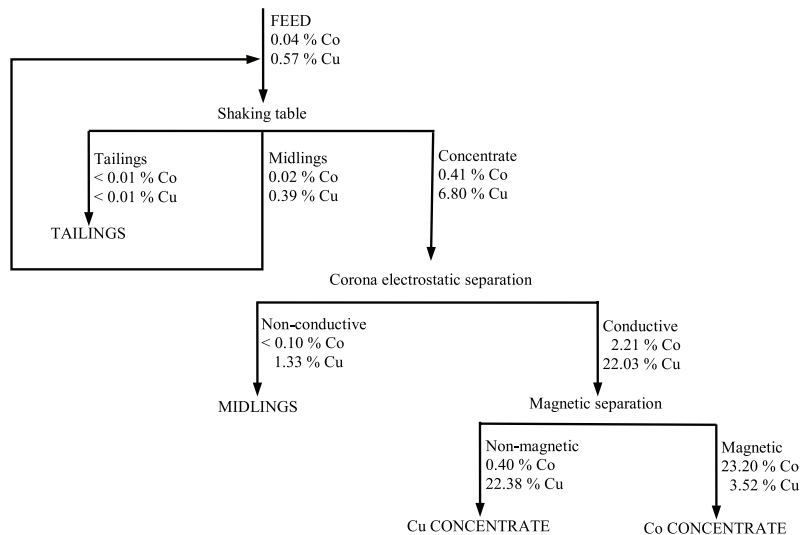 FEED
0.04 % Co
0.57 % Cu
Shaking table
Tailings
< 0.01 % Co
< 0.01 % Cu
TAILINGS
Midlings
0.02 % Co
0.39 % Cu
Concentrate
0.41 % Co
6.80 % Cu
Corona electrostatic separation
Non-conductive
< 0.10 % Co
1.33 % Cu
MIDLINGS
Conductive
2.21 % Co
22.03 % Cu
Magnetic separation
Non-magnetic
0.40 % Co
22.38 % Cu
Cu CONCENTRATE
Magnetic
23.20 % Co
3.52 % Cu
Co CONCENTRATE